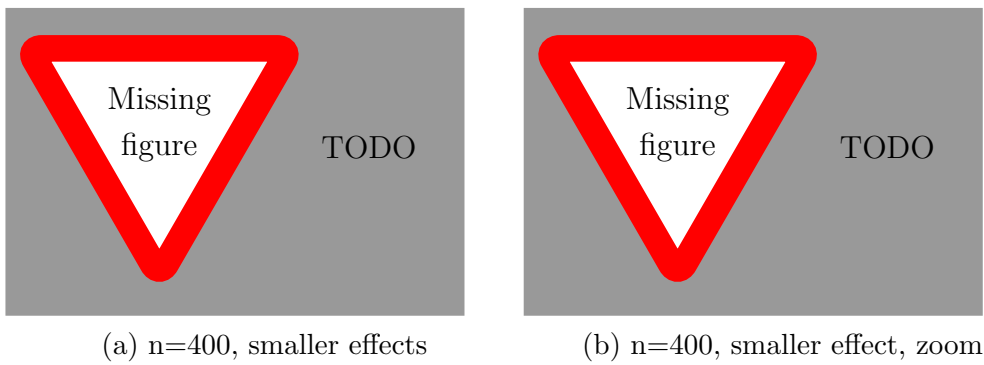 Missing
figure
TODO
(a) n=400, smaller effects
Missing
figure
TODO
(b) n=400, smaller effect, zoom